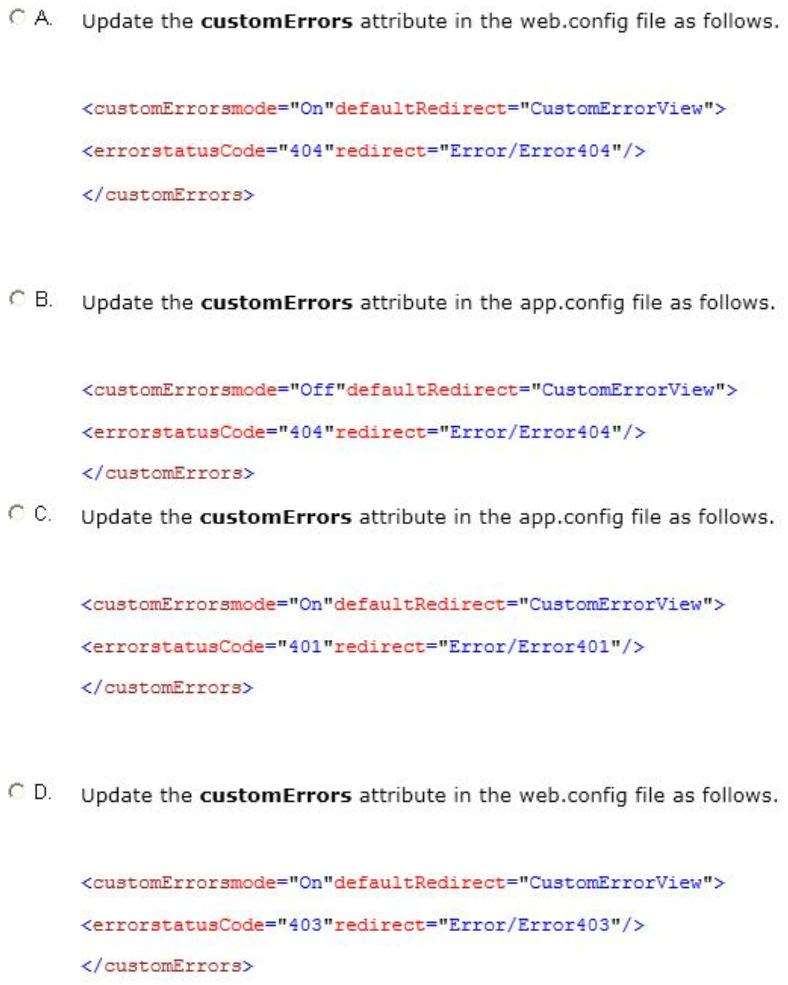 A. Update the customErrors attribute in the web.config file as follows.
<customErrorsmode="On"defaultRedirect="CustomErrorView">
<errorstatusCode="404"redirect="Error/Error404"/>
</customErrors>
B. Update the customErrors attribute in the app.config file as follows.
<customErrorsmode="Off"defaultRedirect="CustomErrorView">
<errorstatusCode="404"redirect="Error/Error404"/>
</customErrors>
C. Update the customErrors attribute in the app.config file as follows.
<customErrorsmode="On"defaultRedirect="CustomErrorView">
<errorstatusCode="401"redirect="Error/Error401"/>
</customErrors>
D. Update the customErrors attribute in the web.config file as follows.
<customErrorsmode="On"defaultRedirect="CustomErrorView">
<errorstatusCode="403"redirect="Error/Error403"/>
</customErrors>